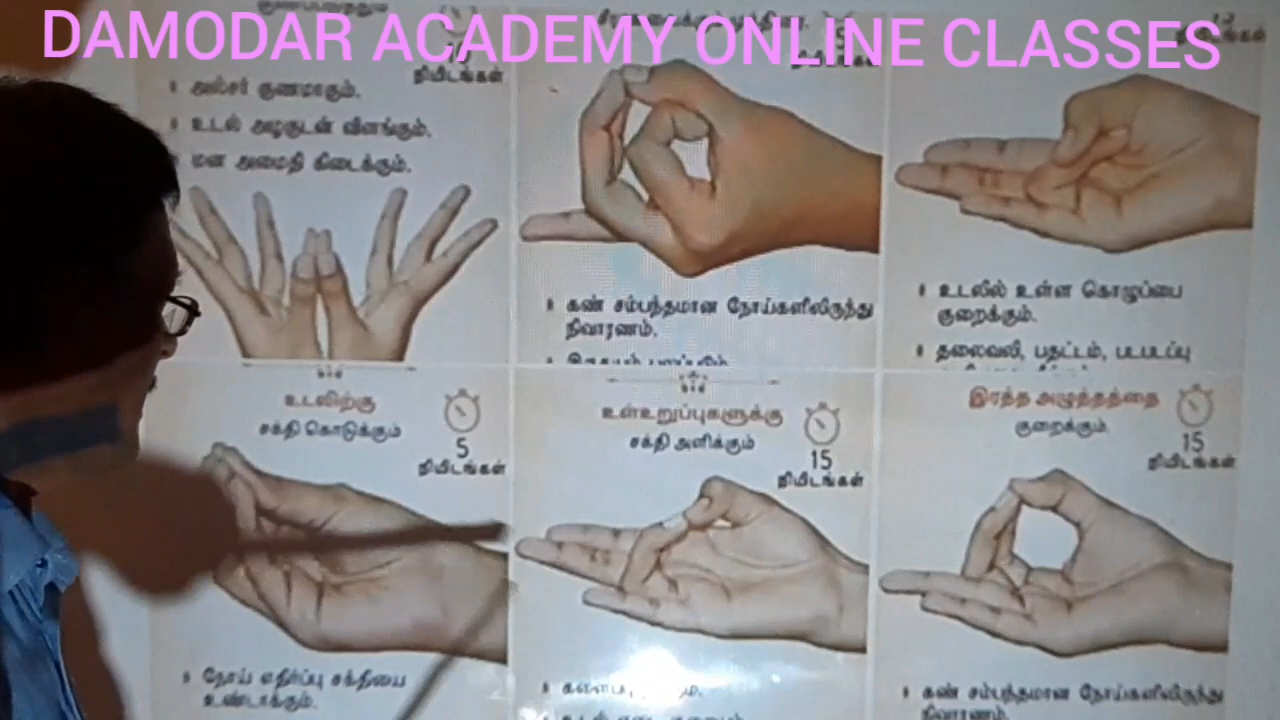 DAMODAR ACADEMY ONLINE CLASSES
நிமிடங்கள்
அல்சர் குணமாகும்.
உடல் அழகுடன் விளங்கும்.
மன அமைதி கிடைக்கும்.
கண் சம்பந்தமான நோய்களிலிருந்து
நிவாரணம்.
உடலில் உள்ள கொழுப்பை
குறைக்கும்.
தலைவலி, பதட்டம், படபடப்பு
உடலிற்கு
சக்தி கொடுக்கும்
5
நிமிடங்கள்
நோய் எதிர்ப்பு சக்தியை
உண்டாக்கும்.
உள்உறுப்புகளுக்கு
சக்தி அளிக்கும்
15
நிமிடங்கள்
இரத்த அழுத்தத்தை
குறைக்கும்
15
நிமிடங்கள்
கண் சம்பந்தமான நோய்களிலிருந்து
நிவாரணம்.